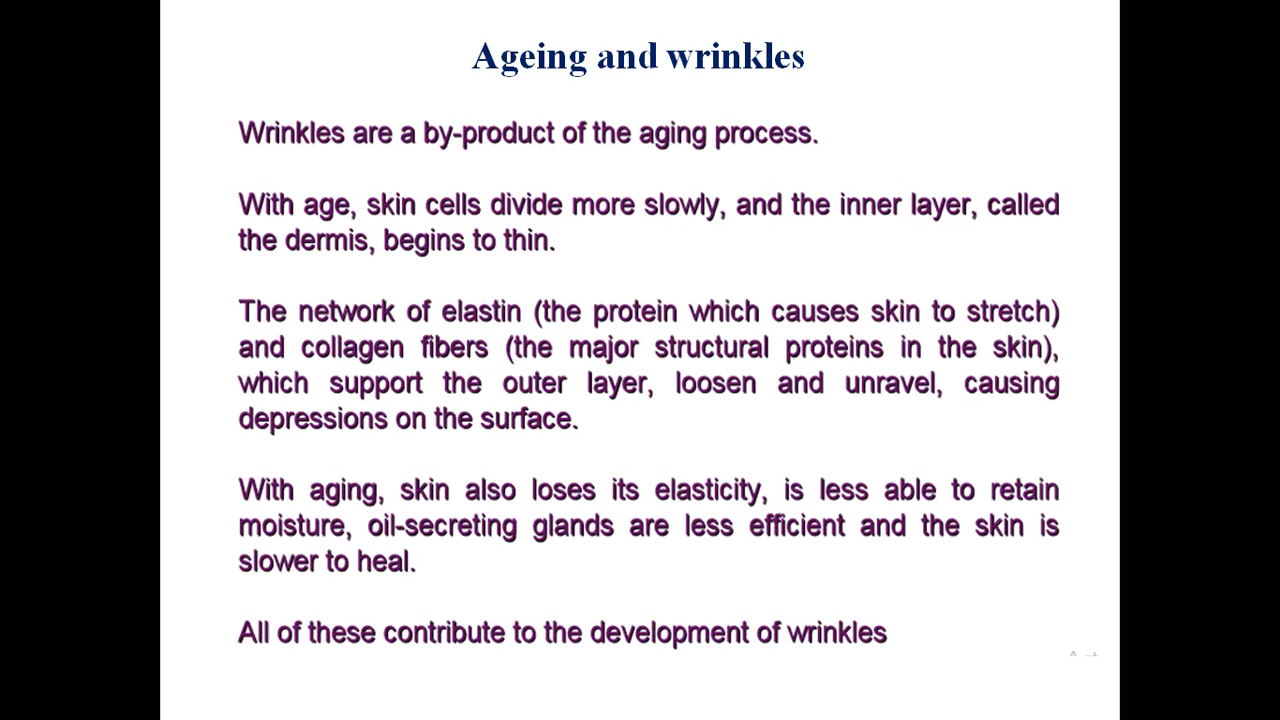 Ageing and wrinkles
Wrinkles are a by-product of the aging process.
With age, skin cells divide more slowly, and the inner layer, called
the dermis, begins to thin.
The network of elastin (the protein which causes skin to stretch)
and collagen fibers (the major structural proteins in the skin),
which support the outer layer, loosen and unravel, causing
depressions on the surface.
With aging, skin also loses its elasticity, is less able to retain
moisture, oil-secreting glands are less efficient and the skin is
slower to heal.
All of these contribute to the development of wrinkles